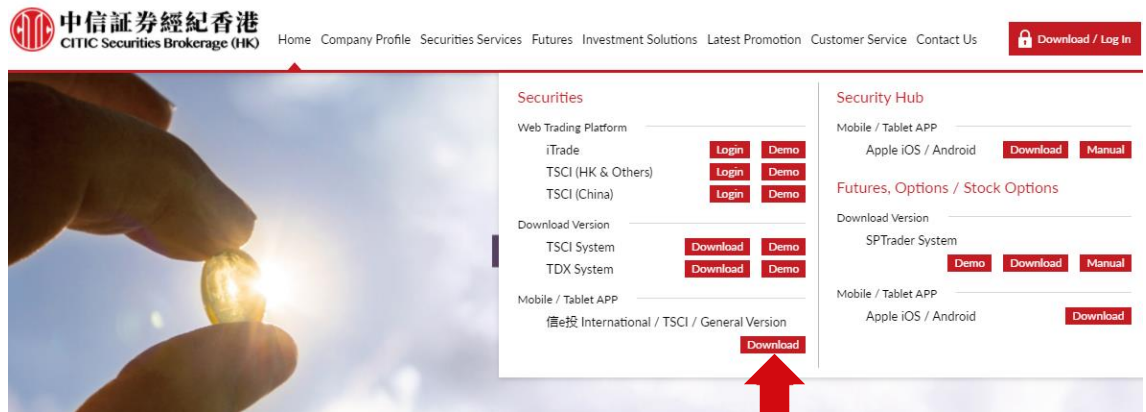 中信証券經紀香港
CITIC Securities Brokerage (HK)
Home Company Profile Securities Services Futures Investment Solutions Latest Promotion Customer Service Contact Us
Download / Log In
Securities
Web Trading Platform
iTrade Login Demo
TSCI (HK & Others) Login Demo
TSCI (China) Login Demo
Download Version
TSCI System Download Demo
TDX System Download Demo
Mobile / Tablet APP
信e投 International / TSCI / General Version
Download
Security Hub
Mobile / Tablet APP
Apple iOS / Android Download Manual
Futures, Options / Stock Options
Download Version
SPTrader System
Demo Download Manual
Mobile / Tablet APP
Apple iOS / Android Download